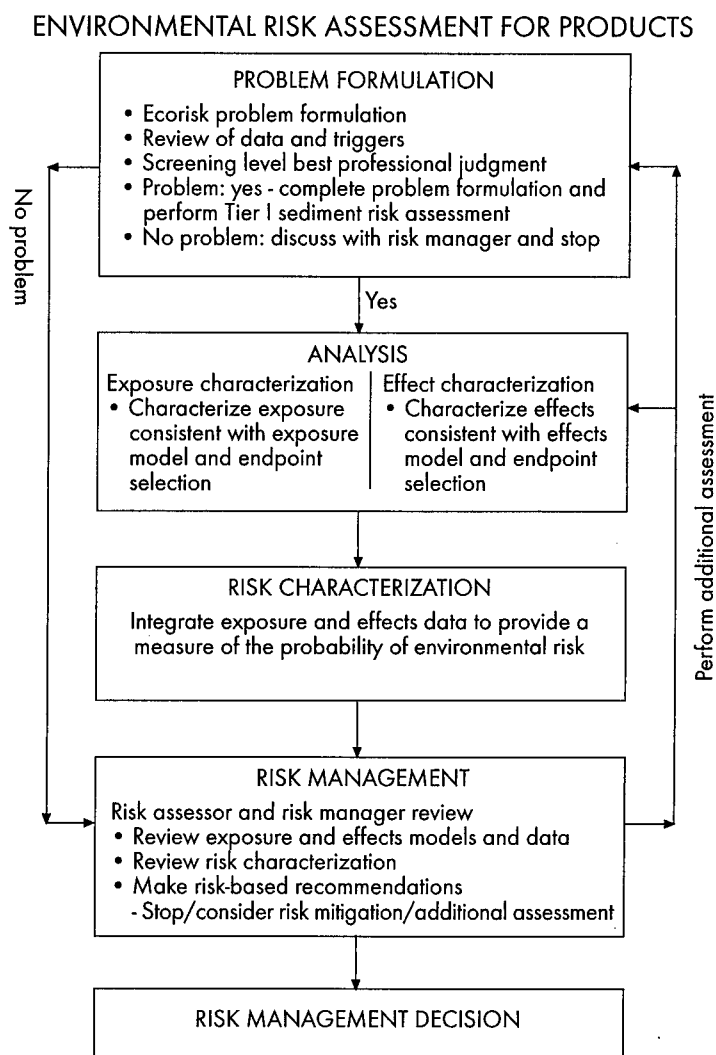 ENVIRONMENTAL RISK ASSESSMENT FOR PRODUCTS
PROBLEM FORMULATION
• Ecorisk problem formulation
• Review of data and triggers
• Screening level best professional judgment
• Problem: yes - complete problem formulation and
perform Tier I sediment risk assessment
• No problem: discuss with risk manager and stop
No problem
Yes
ANALYSIS
Exposure characterization
• Characterize exposure
consistent with exposure
model and endpoint
selection
Effect characterization
• Characterize effects
consistent with effects
model and endpoint
selection
Perform additional assessment
RISK CHARACTERIZATION
Integrate exposure and effects data to provide a
measure of the probability of environmental risk
RISK MANAGEMENT
Risk assessor and risk manager review
• Review exposure and effects models and data
• Review risk characterization
• Make risk-based recommendations
- Stop/consider risk mitigation/additional assessment
RISK MANAGEMENT DECISION